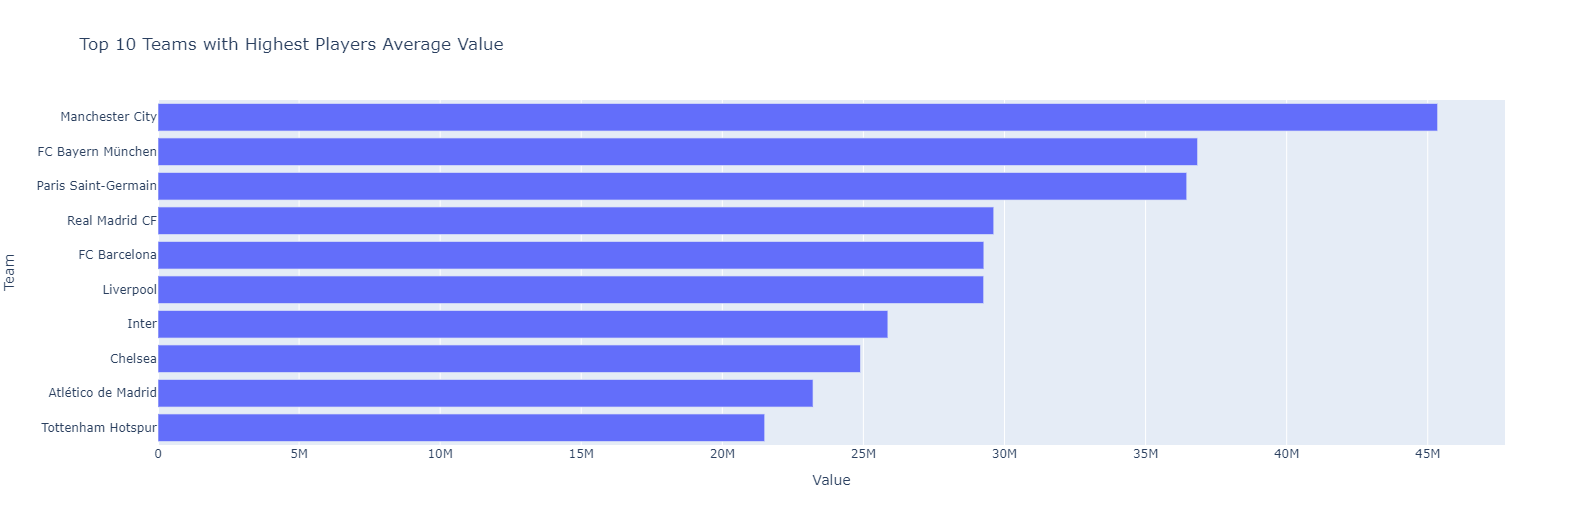 Top 10 Teams with Highest Players Average Value
Manchester City
FC Bayern München
Paris Saint-Germain
Real Madrid CF
FC Barcelona
Liverpool
Inter
Chelsea
Atlético de Madrid
Tottenham Hotspur
Team
0 5M 10M 15M 20M 25M 30M 35M 40M 45M
Value